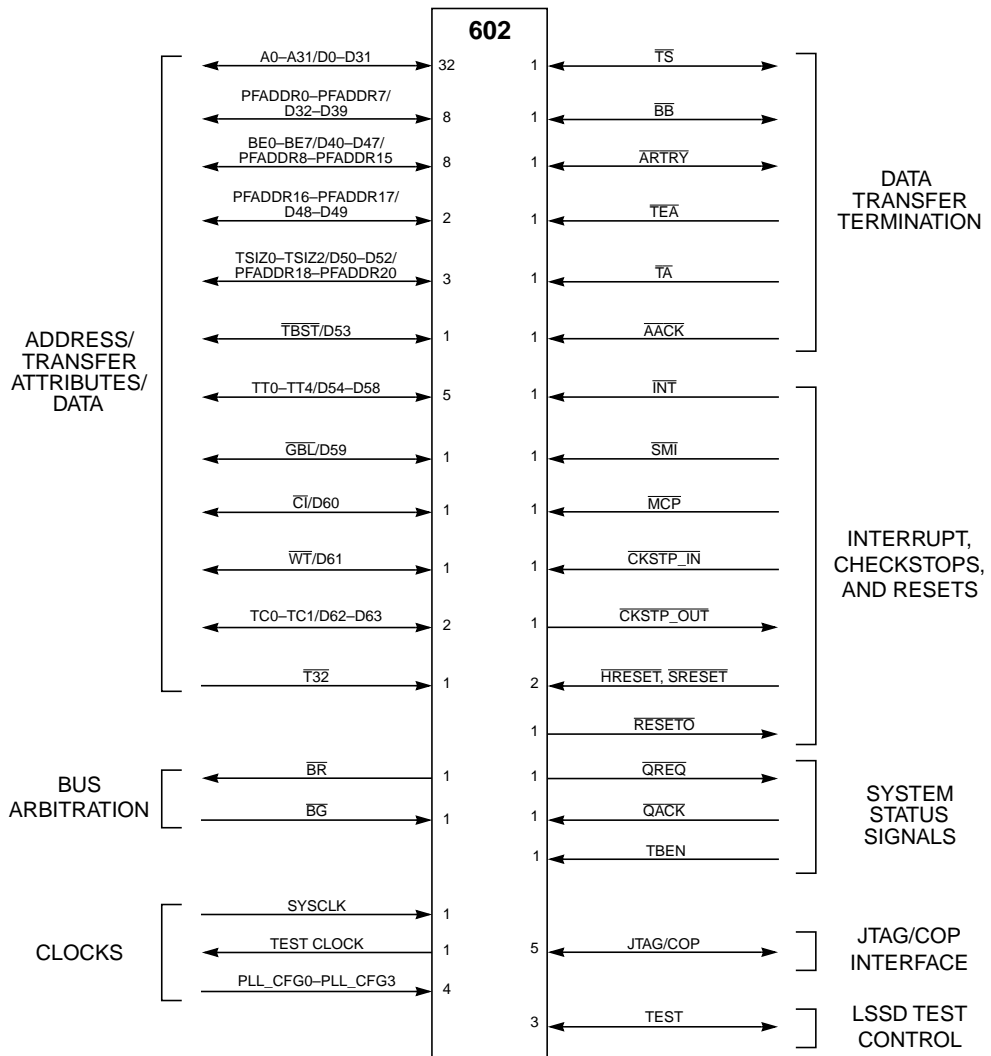 602
ADDRESS/
TRANSFER
ATTRIBUTES/
DATA
A0–A31/D0–D31
32
PFADDR0–PFADDR7/
D32–D39
8
BE0–BE7/D40–D47/
PFADDR8–PFADDR15
8
PFADDR16–PFADDR17/
D48–D49
2
TSIZ0–TSIZ2/D50–D52/
PFADDR18–PFADDR20
3
TBST/D53
1
TT0–TT4/D54–D58
5
GBL/D59
1
CI/D60
1
WT/D61
1
TC0–TC1/D62–D63
2
T32
1
BUS
ARBITRATION
BR
1
BG
1
CLOCKS
SYSCLK
1
TEST CLOCK
1
PLL_CFG0–PLL_CFG3
4
1
TS
1
BB
1
ARTRY
1
TEA
1
TA
1
AACK
DATA
TRANSFER
TERMINATION
1
INT
1
SMI
1
MCP
1
CKSTP_IN
1
CKSTP_OUT
2
HRESET, SRESET
1
RESETO
INTERRUPT,
CHECKSTOPS,
AND RESETS
1
QREQ
1
QACK
1
TBEN
SYSTEM
STATUS
SIGNALS
5
JTAG/COP
JTAG/COP
INTERFACE
3
TEST
LSSD TEST
CONTROL